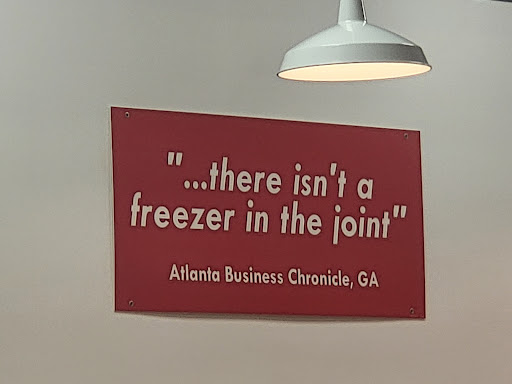 "...there isn't a
freezer in the joint"
Atlanta Business Chronicle, GA